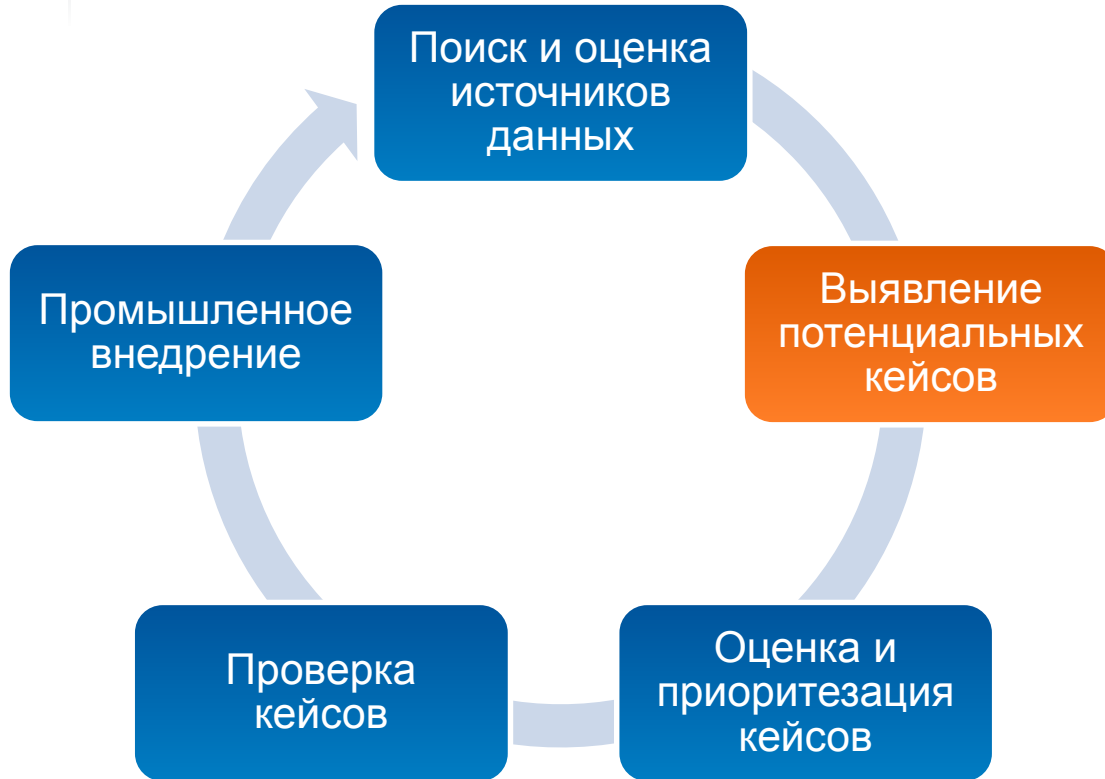 Поиск и оценка
источников
данных
Выявление
потенциальных
кейсов
Оценка и
приоритезация
кейсов
Проверка
кейсов
Промышленное
внедрение